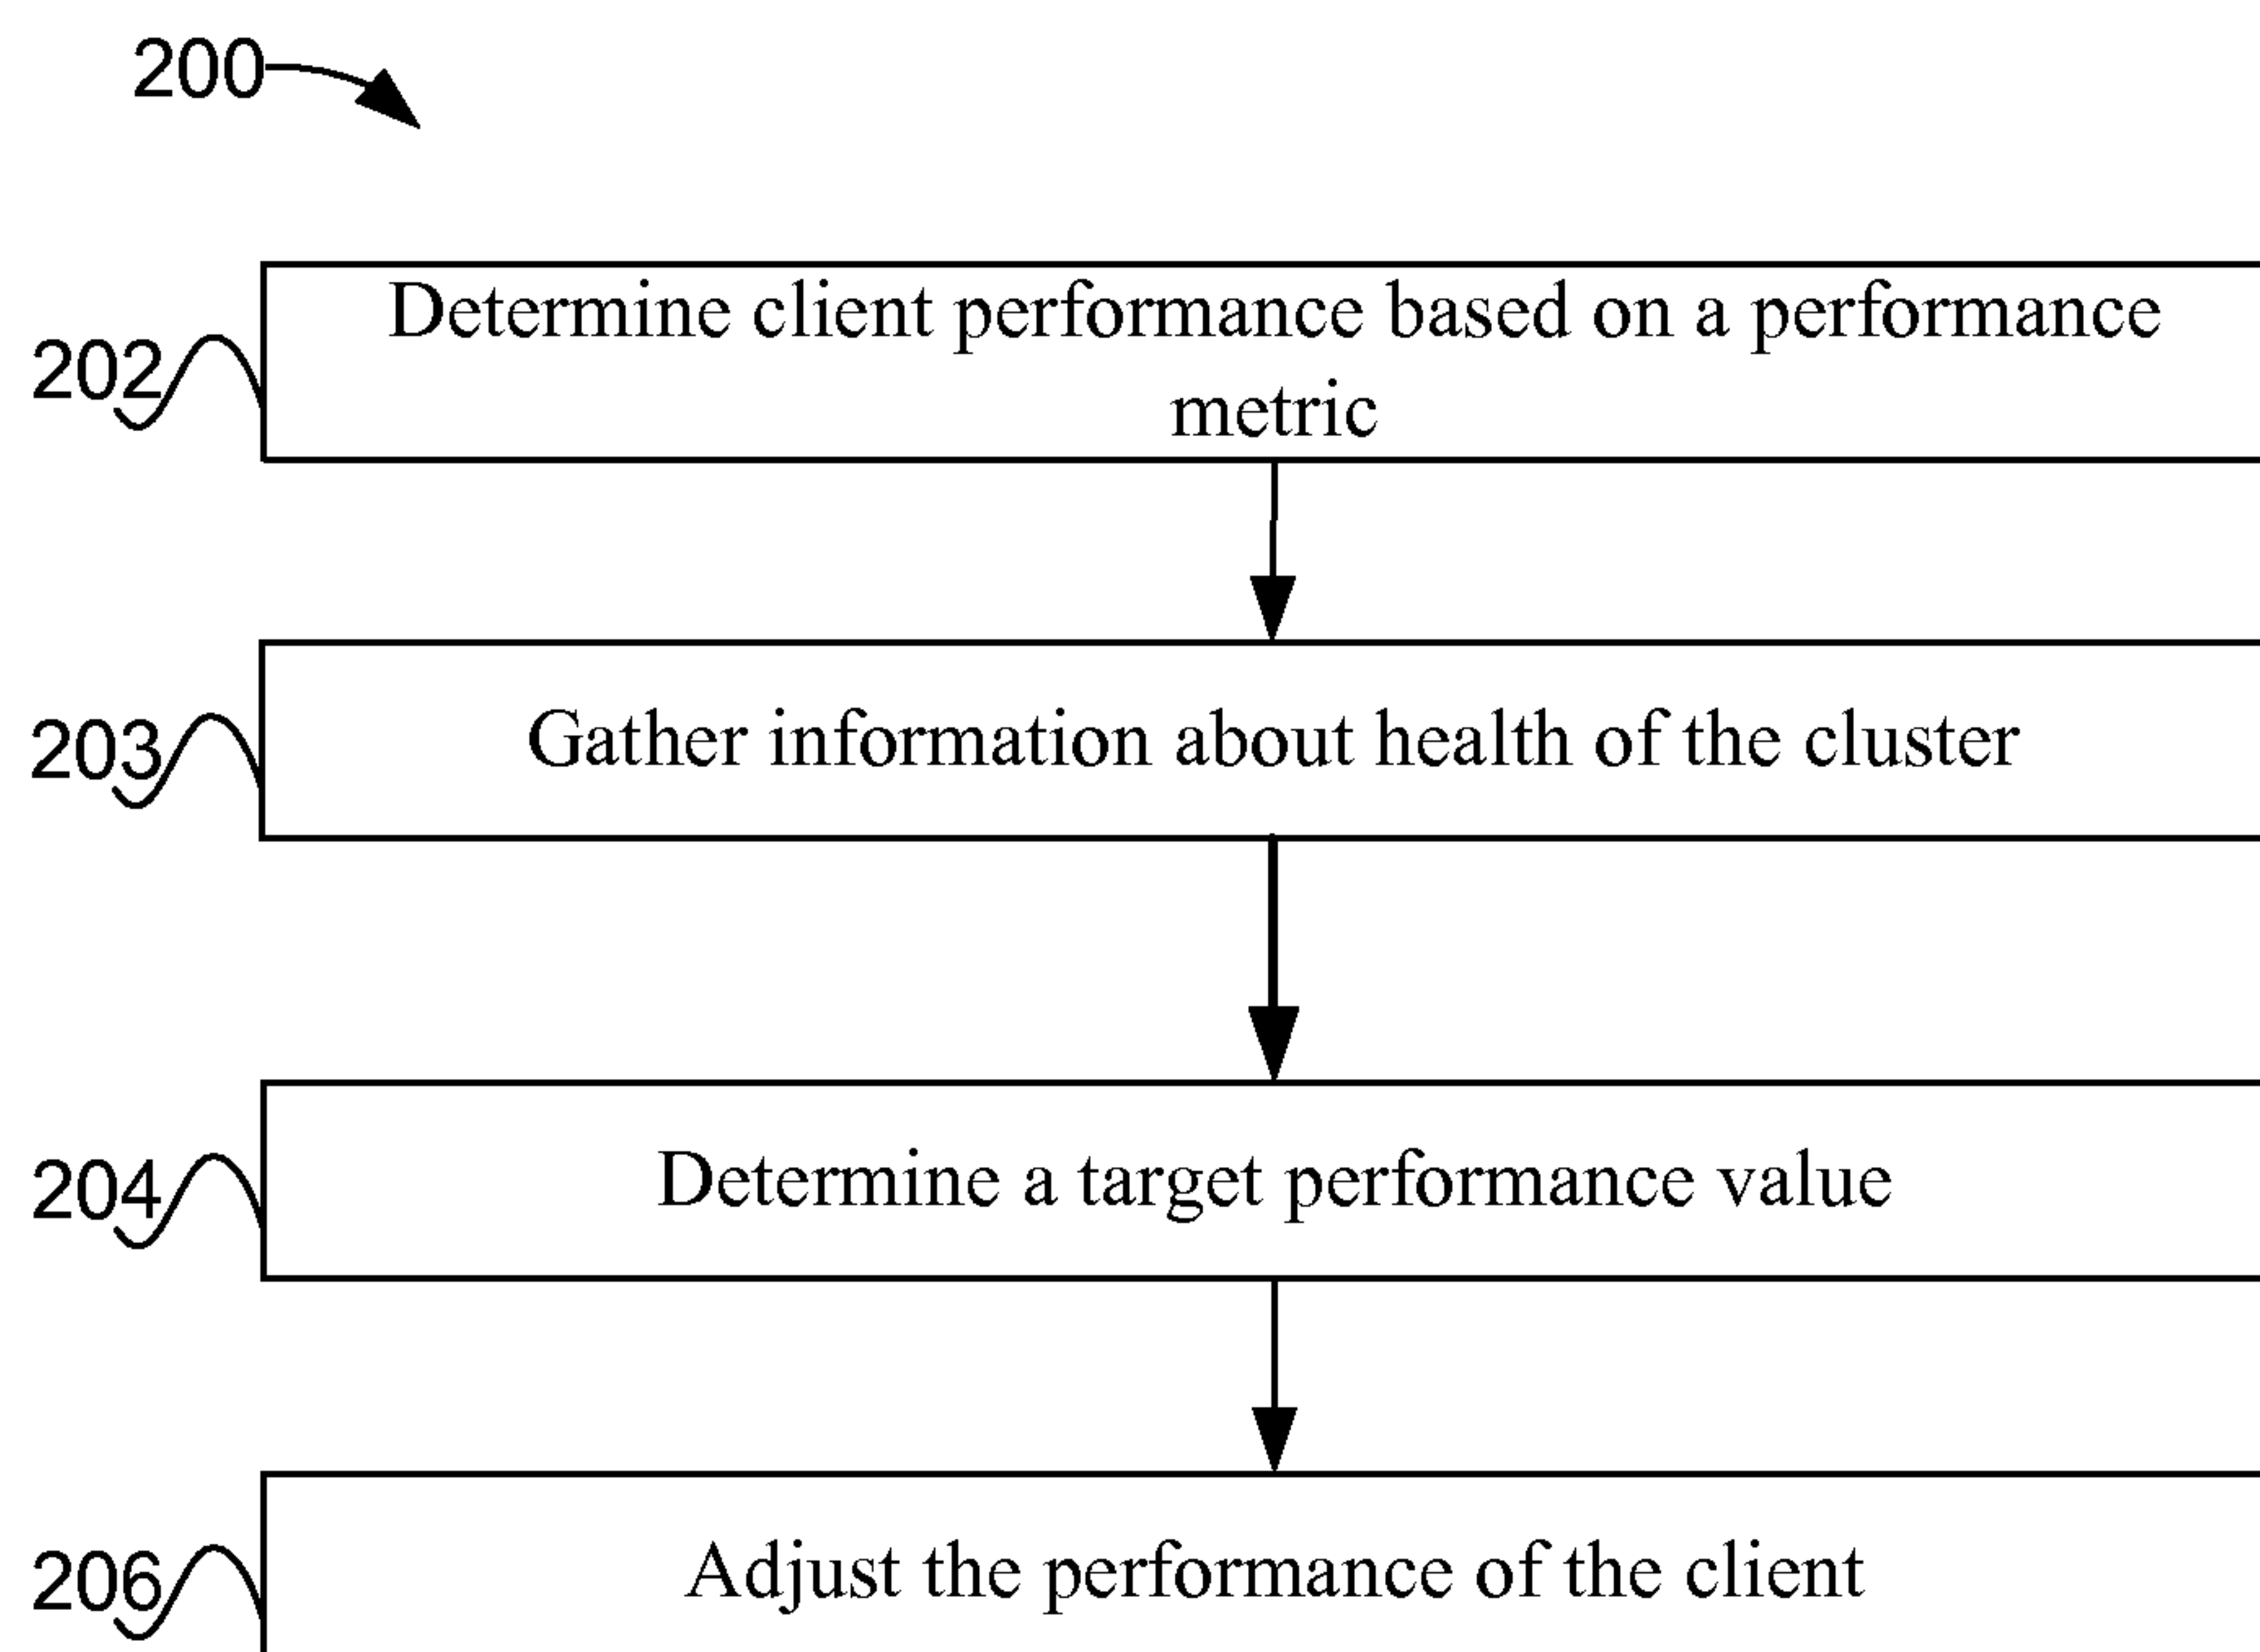 200
Determine client performance based on a performance
metric
202
Gather information about health of the cluster
203
Determine a target performance value
204
Adjust the performance of the client
206